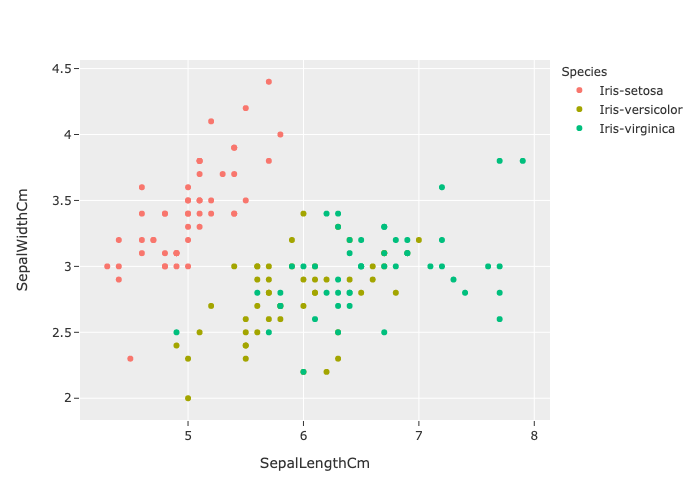 Species
Iris-setosa
Iris-versicolor
Iris-virginica
4.5
4
3.5
3
2.5
2
SepalWidthCm
5
6
7
8
SepalLengthCm